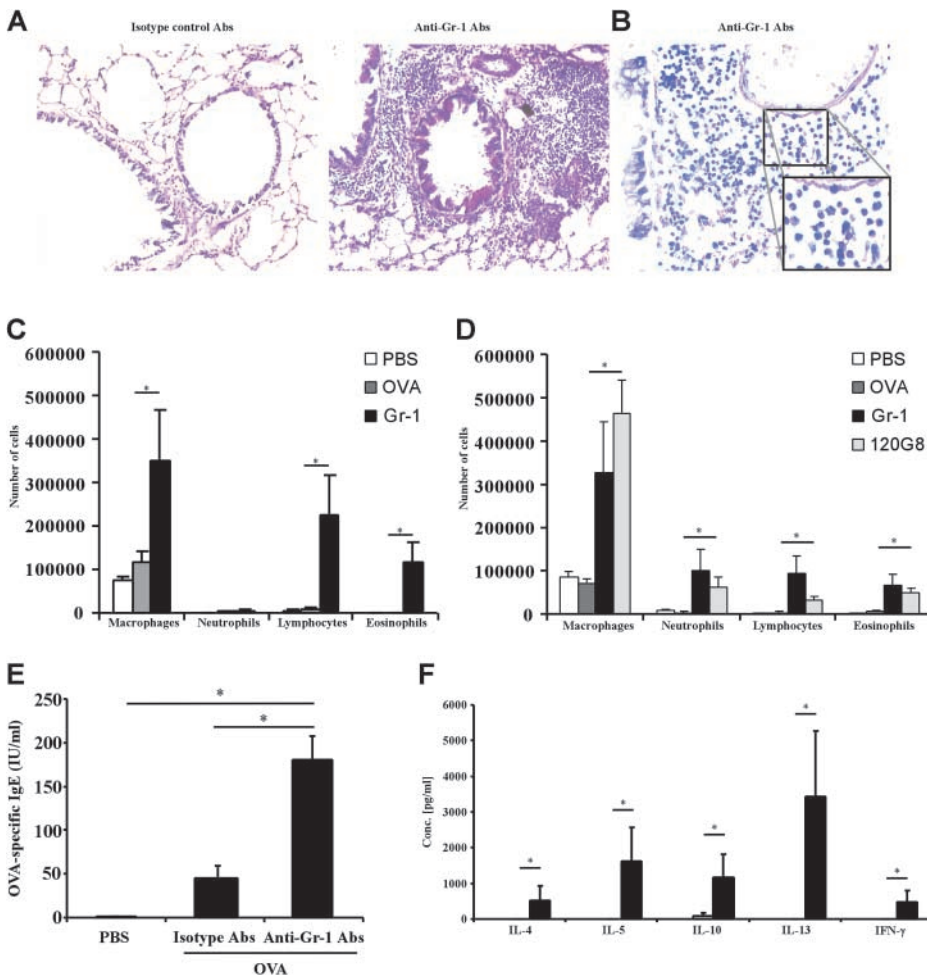 A
Isotype control Abs
Anti-Gr-1 Abs
B
Anti-Gr-1 Abs
C
600000
500000
400000
300000
200000
100000
0
Number of cells
PBS
OVA
Gr-1
*
*
*
Macrophages
Neutrophils
Lymphocytes
Eosinophils
D
600000
500000
400000
300000
200000
100000
0
Number of cells
PBS
OVA
Gr-1
120G8
*
*
*
*
Macrophages
Neutrophils
Lymphocytes
Eosinophils
E
250
200
150
100
50
0
OVA-specific IgE (IU/ml)
*
*
PBS
Isotype Abs
Anti-Gr-1 Abs
OVA
F
6000
5000
4000
3000
2000
1000
0
Conc. [pg/ml]
*
*
*
*
*
IL-4
IL-5
IL-10
IL-13
IFN-γ